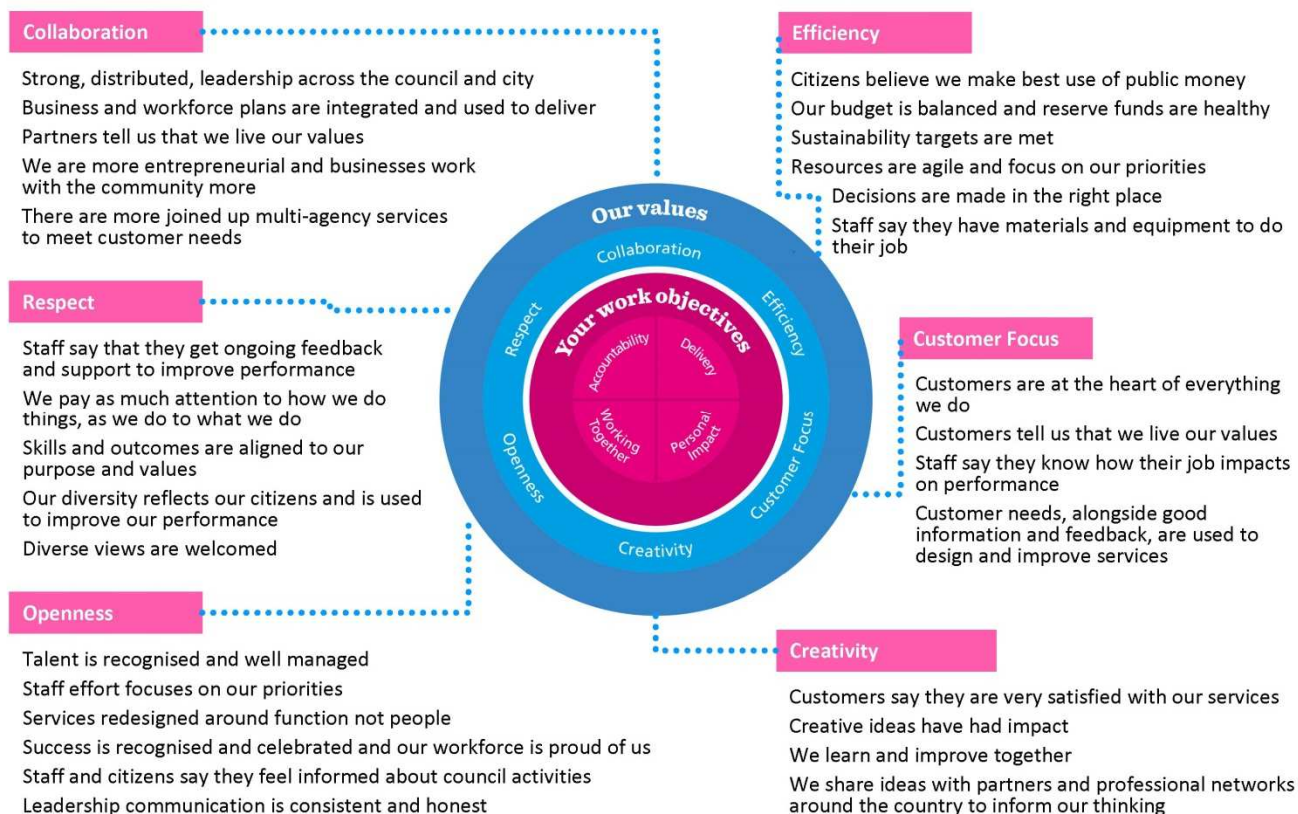 Collaboration
Strong, distributed, leadership across the council and city
Business and workforce plans are integrated and used to deliver
Partners tell us that we live our values
We are more entrepreneurial and businesses work
with the community more
There are more joined up multi-agency services
to meet customer needs
Efficiency
Citizens believe we make best use of public money
Our budget is balanced and reserve funds are healthy
Sustainability targets are met
Resources are agile and focus on our priorities
Decisions are made in the right place
Staff say they have materials and equipment to do
their job
Respect
Staff say that they get ongoing feedback
and support to improve performance
We pay as much attention to how we do
things, as we do to what we do
Skills and outcomes are aligned to our
purpose and values
Our diversity reflects our citizens and is used
to improve our performance
Diverse views are welcomed
Our values
Collaboration
Respect
Efficiency
Openness
Customer Focus
Creativity
Your work objectives
Accountability
Delivery
Working
Together
Personal
Impact
Customer Focus
Customers are at the heart of everything
we do
Customers tell us that we live our values
Staff say they know how their job impacts
on performance
Customer needs, alongside good
information and feedback, are used to
design and improve services
Openness
Talent is recognised and well managed
Staff effort focuses on our priorities
Services redesigned around function not people
Success is recognised and celebrated and our workforce is proud of us
Staff and citizens say they feel informed about council activities
Leadership communication is consistent and honest
Creativity
Customers say they are very satisfied with our services
Creative ideas have had impact
We learn and improve together
We share ideas with partners and professional networks
around the country to inform our thinking